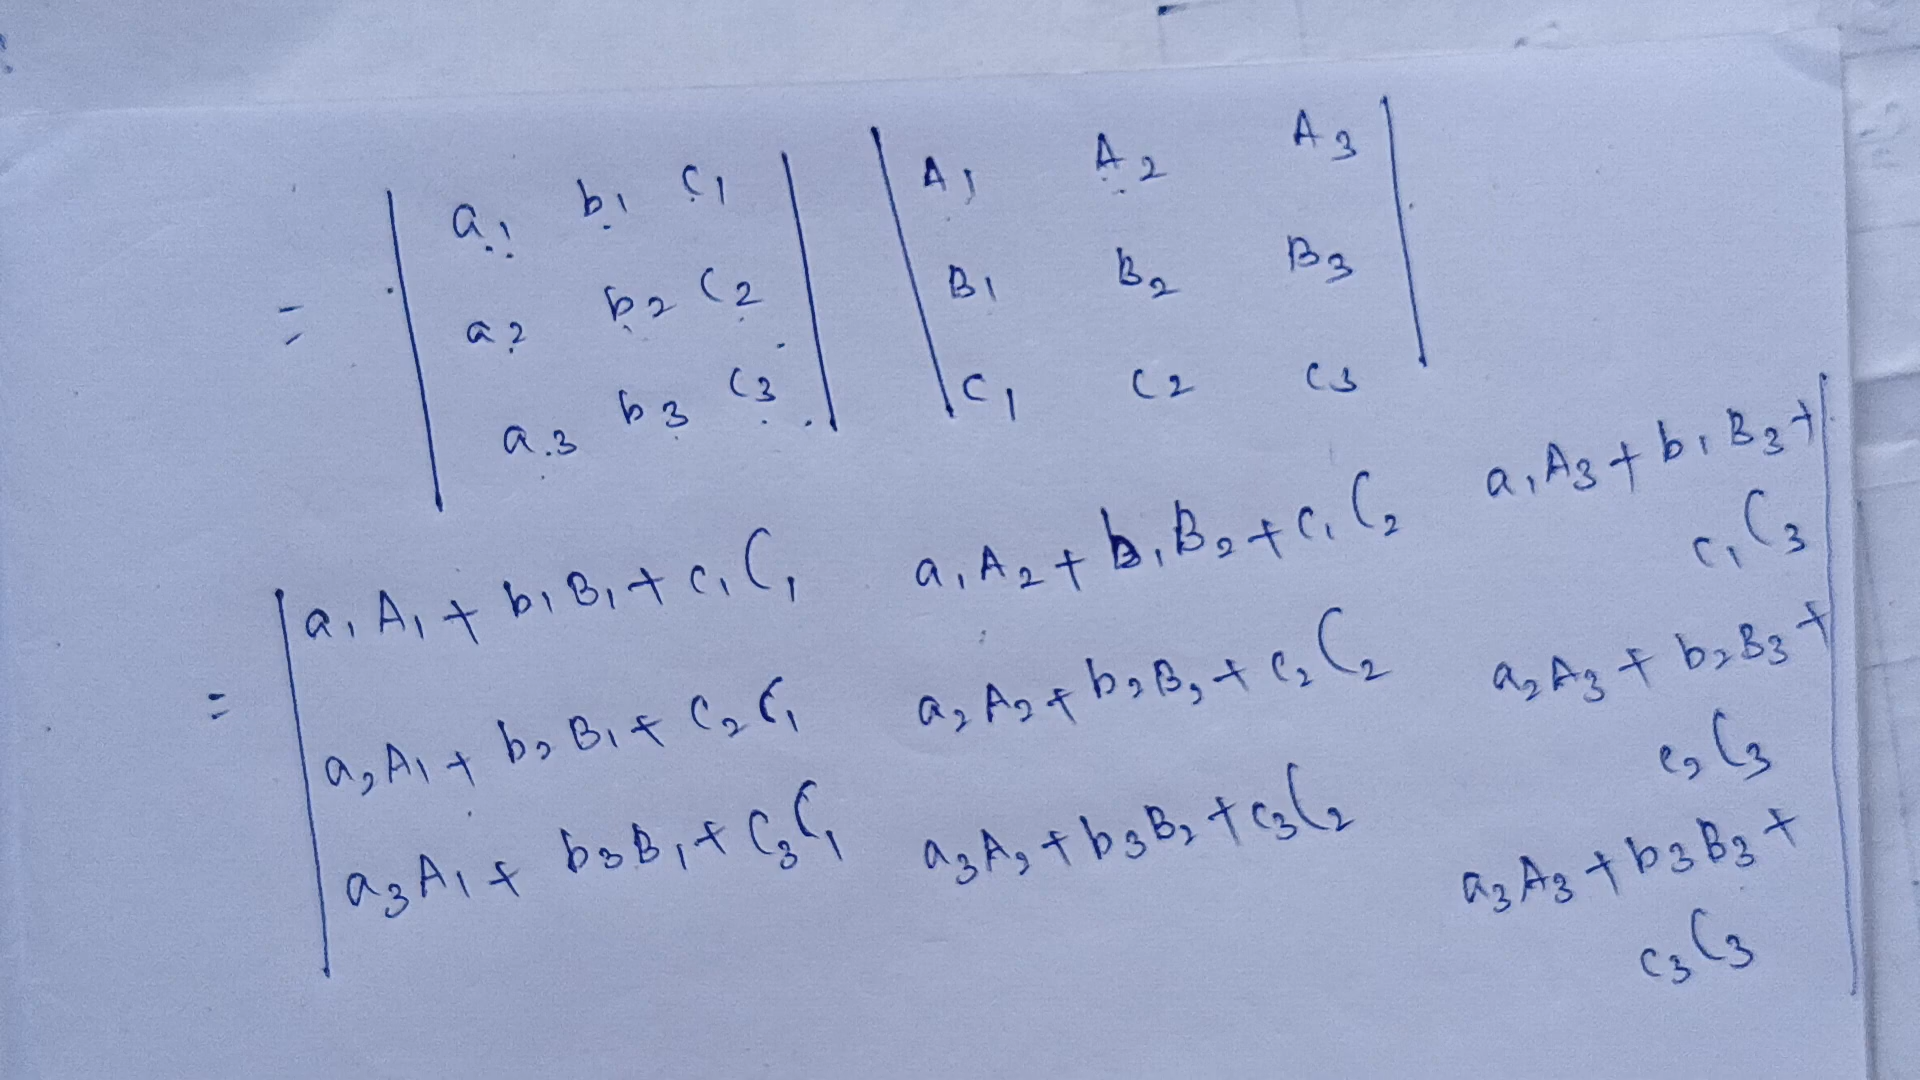 = | a₁ b₁ c₁ | | A₁ A₂ A₃ |
| a₂ b₂ c₂ | | B₁ B₂ B₃ |
| a₃ b₃ c₃ | | C₁ C₂ C₃ |
= | a₁A₁ + b₁B₁ + c₁C₁ a₁A₂ + b₁B₂ + c₁C₂ a₁A₃ + b₁B₃ + |
c₁C₃
a₂A₁ + b₂B₁ + c₂C₁ a₂A₂ + b₂B₂ + c₂C₂ a₂A₃ + b₂B₃ +
c₂C₃
a₃A₁ + b₃B₁ + c₃C₁ a₃A₂ + b₃B₂ + c₃C₂ a₃A₃ + b₃B₃ +
c₃C₃